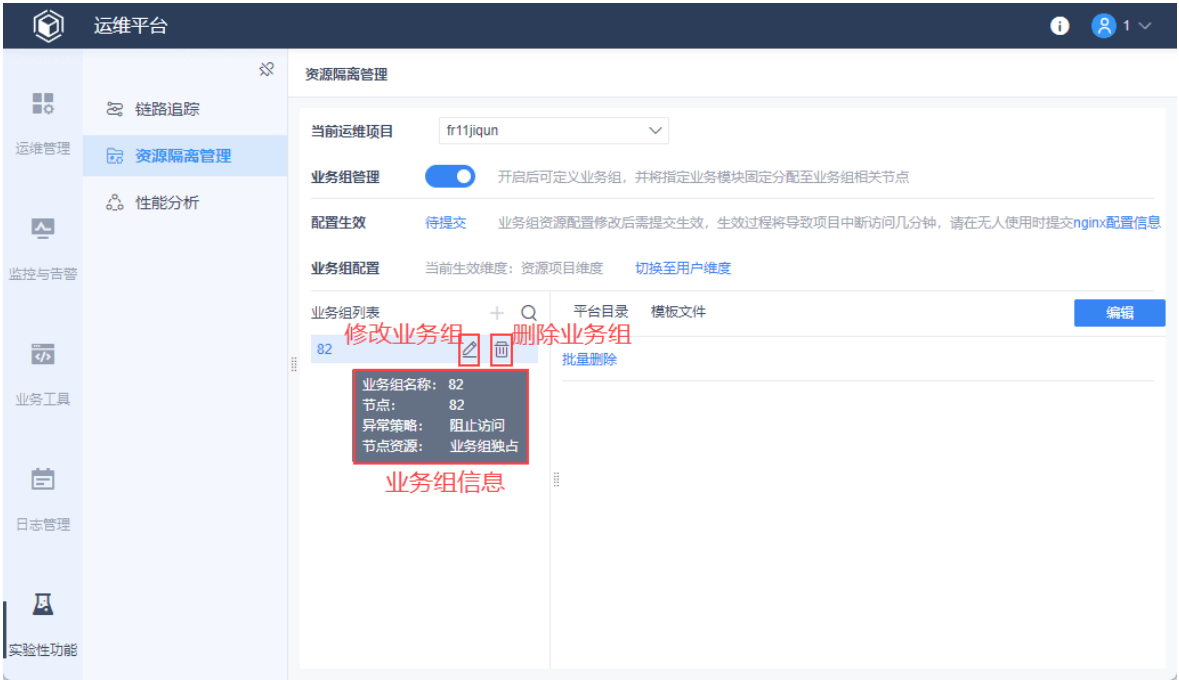 运维平台
1
运维管理
监控与告警
业务工具
日志管理
实验性功能
链路追踪
资源隔离管理
性能分析
资源隔离管理
当前运维项目 fr11jiqun
业务组管理 开启后可定义业务组，并将指定业务模块固定分配至业务组相关节点
配置生效 待提交 业务组资源配置修改后需提交生效，生效过程将导致项目中断访问几分钟，请在无人使用时提交nginx配置信息
业务组配置 当前生效维度：资源项目维度 切换至用户维度
业务组列表
平台目录 模板文件 编辑
修改业务组 删除业务组
82
批量删除
业务组名称： 82
节点： 82
异常策略： 阻止访问
节点资源： 业务组独占
业务组信息